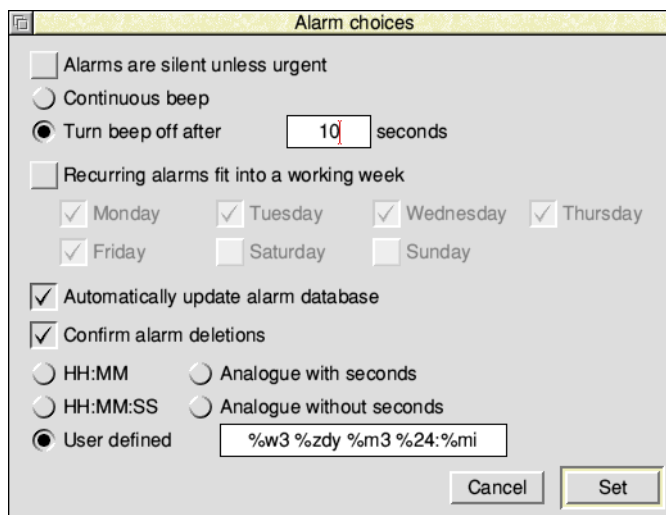 Alarm choices
Alarms are silent unless urgent
Continuous beep
Turn beep off after 10 seconds
Recurring alarms fit into a working week
Monday Tuesday Wednesday Thursday
Friday Saturday Sunday
Automatically update alarm database
Confirm alarm deletions
HH:MM Analogue with seconds
HH:MM:SS Analogue without seconds
User defined %w3 %zdy %m3 %24:%mi
Cancel Set